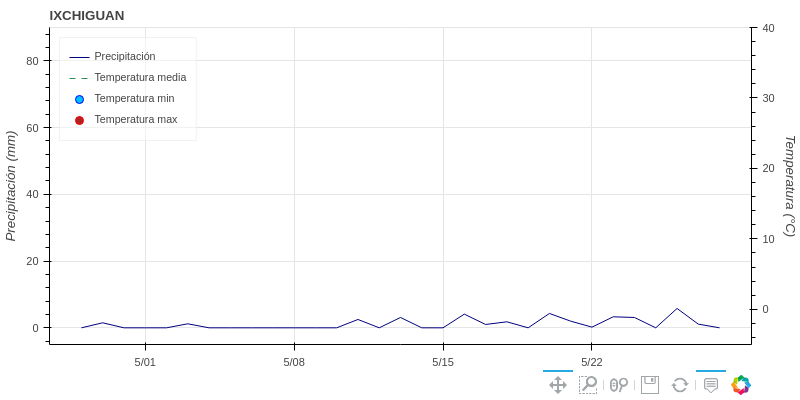 IXCHIGUAN
Precipitación
Temperatura media
Temperatura min
Temperatura max
Precipitación (mm)
80
60
40
20
0
Temperatura (°C)
40
30
20
10
0
5/01
5/08
5/15
5/22